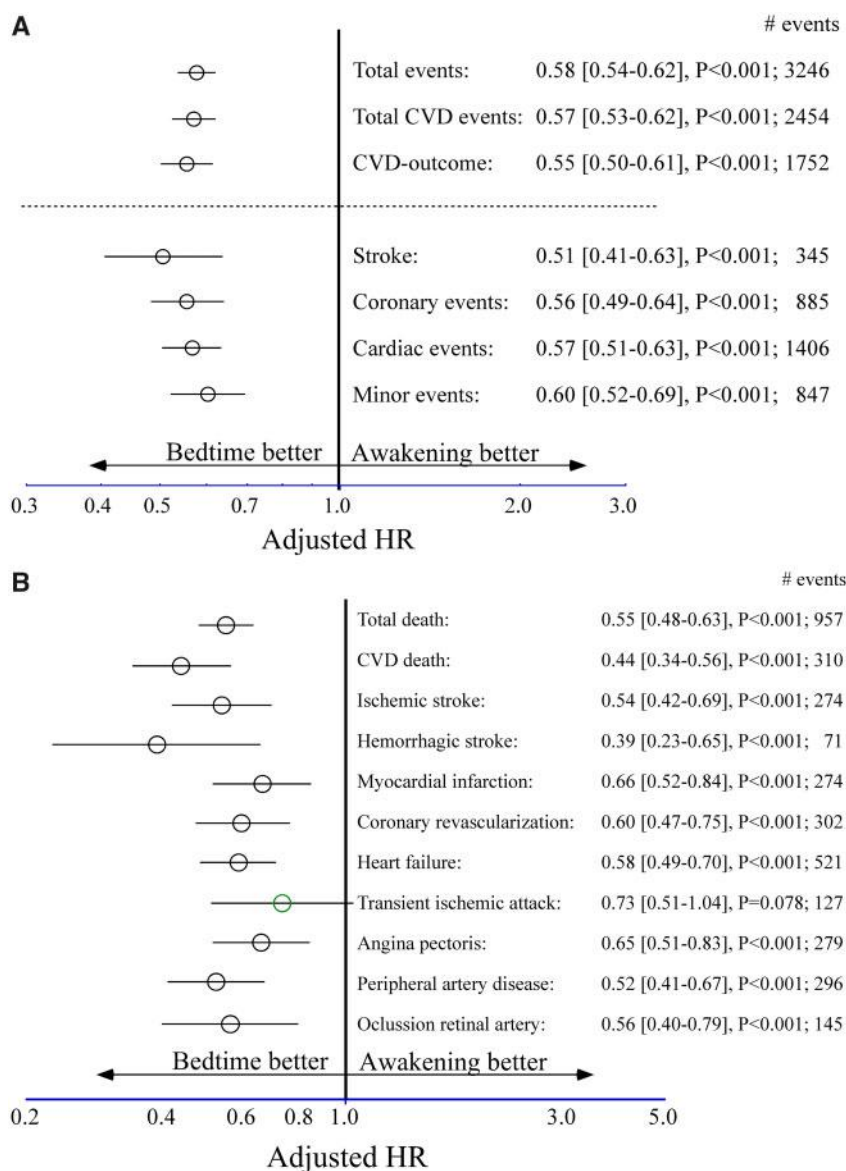 A
# events
Total events: 0.58 [0.54-0.62], P<0.001; 3246
Total CVD events: 0.57 [0.53-0.62], P<0.001; 2454
CVD-outcome: 0.55 [0.50-0.61], P<0.001; 1752
Stroke: 0.51 [0.41-0.63], P<0.001; 345
Coronary events: 0.56 [0.49-0.64], P<0.001; 885
Cardiac events: 0.57 [0.51-0.63], P<0.001; 1406
Minor events: 0.60 [0.52-0.69], P<0.001; 847
Bedtime better Awakening better
0.3 0.4 0.5 0.7 1.0 2.0 3.0
Adjusted HR
B
# events
Total death: 0.55 [0.48-0.63], P<0.001; 957
CVD death: 0.44 [0.34-0.56], P<0.001; 310
Ischemic stroke: 0.54 [0.42-0.69], P<0.001; 274
Hemorrhagic stroke: 0.39 [0.23-0.65], P<0.001; 71
Myocardial infarction: 0.66 [0.52-0.84], P<0.001; 274
Coronary revascularization: 0.60 [0.47-0.75], P<0.001; 302
Heart failure: 0.58 [0.49-0.70], P<0.001; 521
Transient ischemic attack: 0.73 [0.51-1.04], P=0.078; 127
Angina pectoris: 0.65 [0.51-0.83], P<0.001; 279
Peripheral artery disease: 0.52 [0.41-0.67], P<0.001; 296
Oclussion retinal artery: 0.56 [0.40-0.79], P<0.001; 145
Bedtime better Awakening better
0.2 0.4 0.6 0.8 1.0 3.0 5.0
Adjusted HR